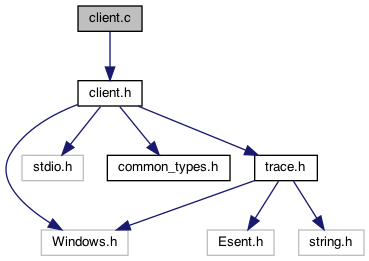 client.c
client.h
stdio.h
common_types.h
trace.h
Windows.h
Esent.h
string.h